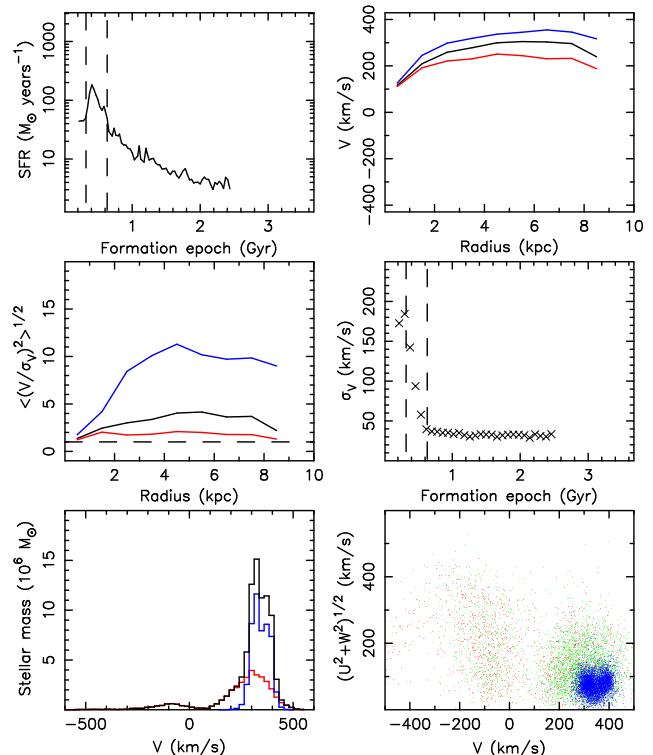 SFR (M⊙ years⁻¹)
1000
100
10
1 2 3
Formation epoch (Gyr)
V (km/s)
400
200
0
−200
−400
0 2 4 6 8 10
Radius (kpc)
<(V/σᵥ)²>¹/²
15
10
5
0
0 2 4 6 8 10
Radius (kpc)
σᵥ (km/s)
200
150
100
50
1 2 3
Formation epoch (Gyr)
Stellar mass (10⁶ M⊙)
15
10
5
0
−500 0 500
V (km/s)
(U²+W²)¹/² (km/s)
400
200
−400 −200 0 200 400
V (km/s)